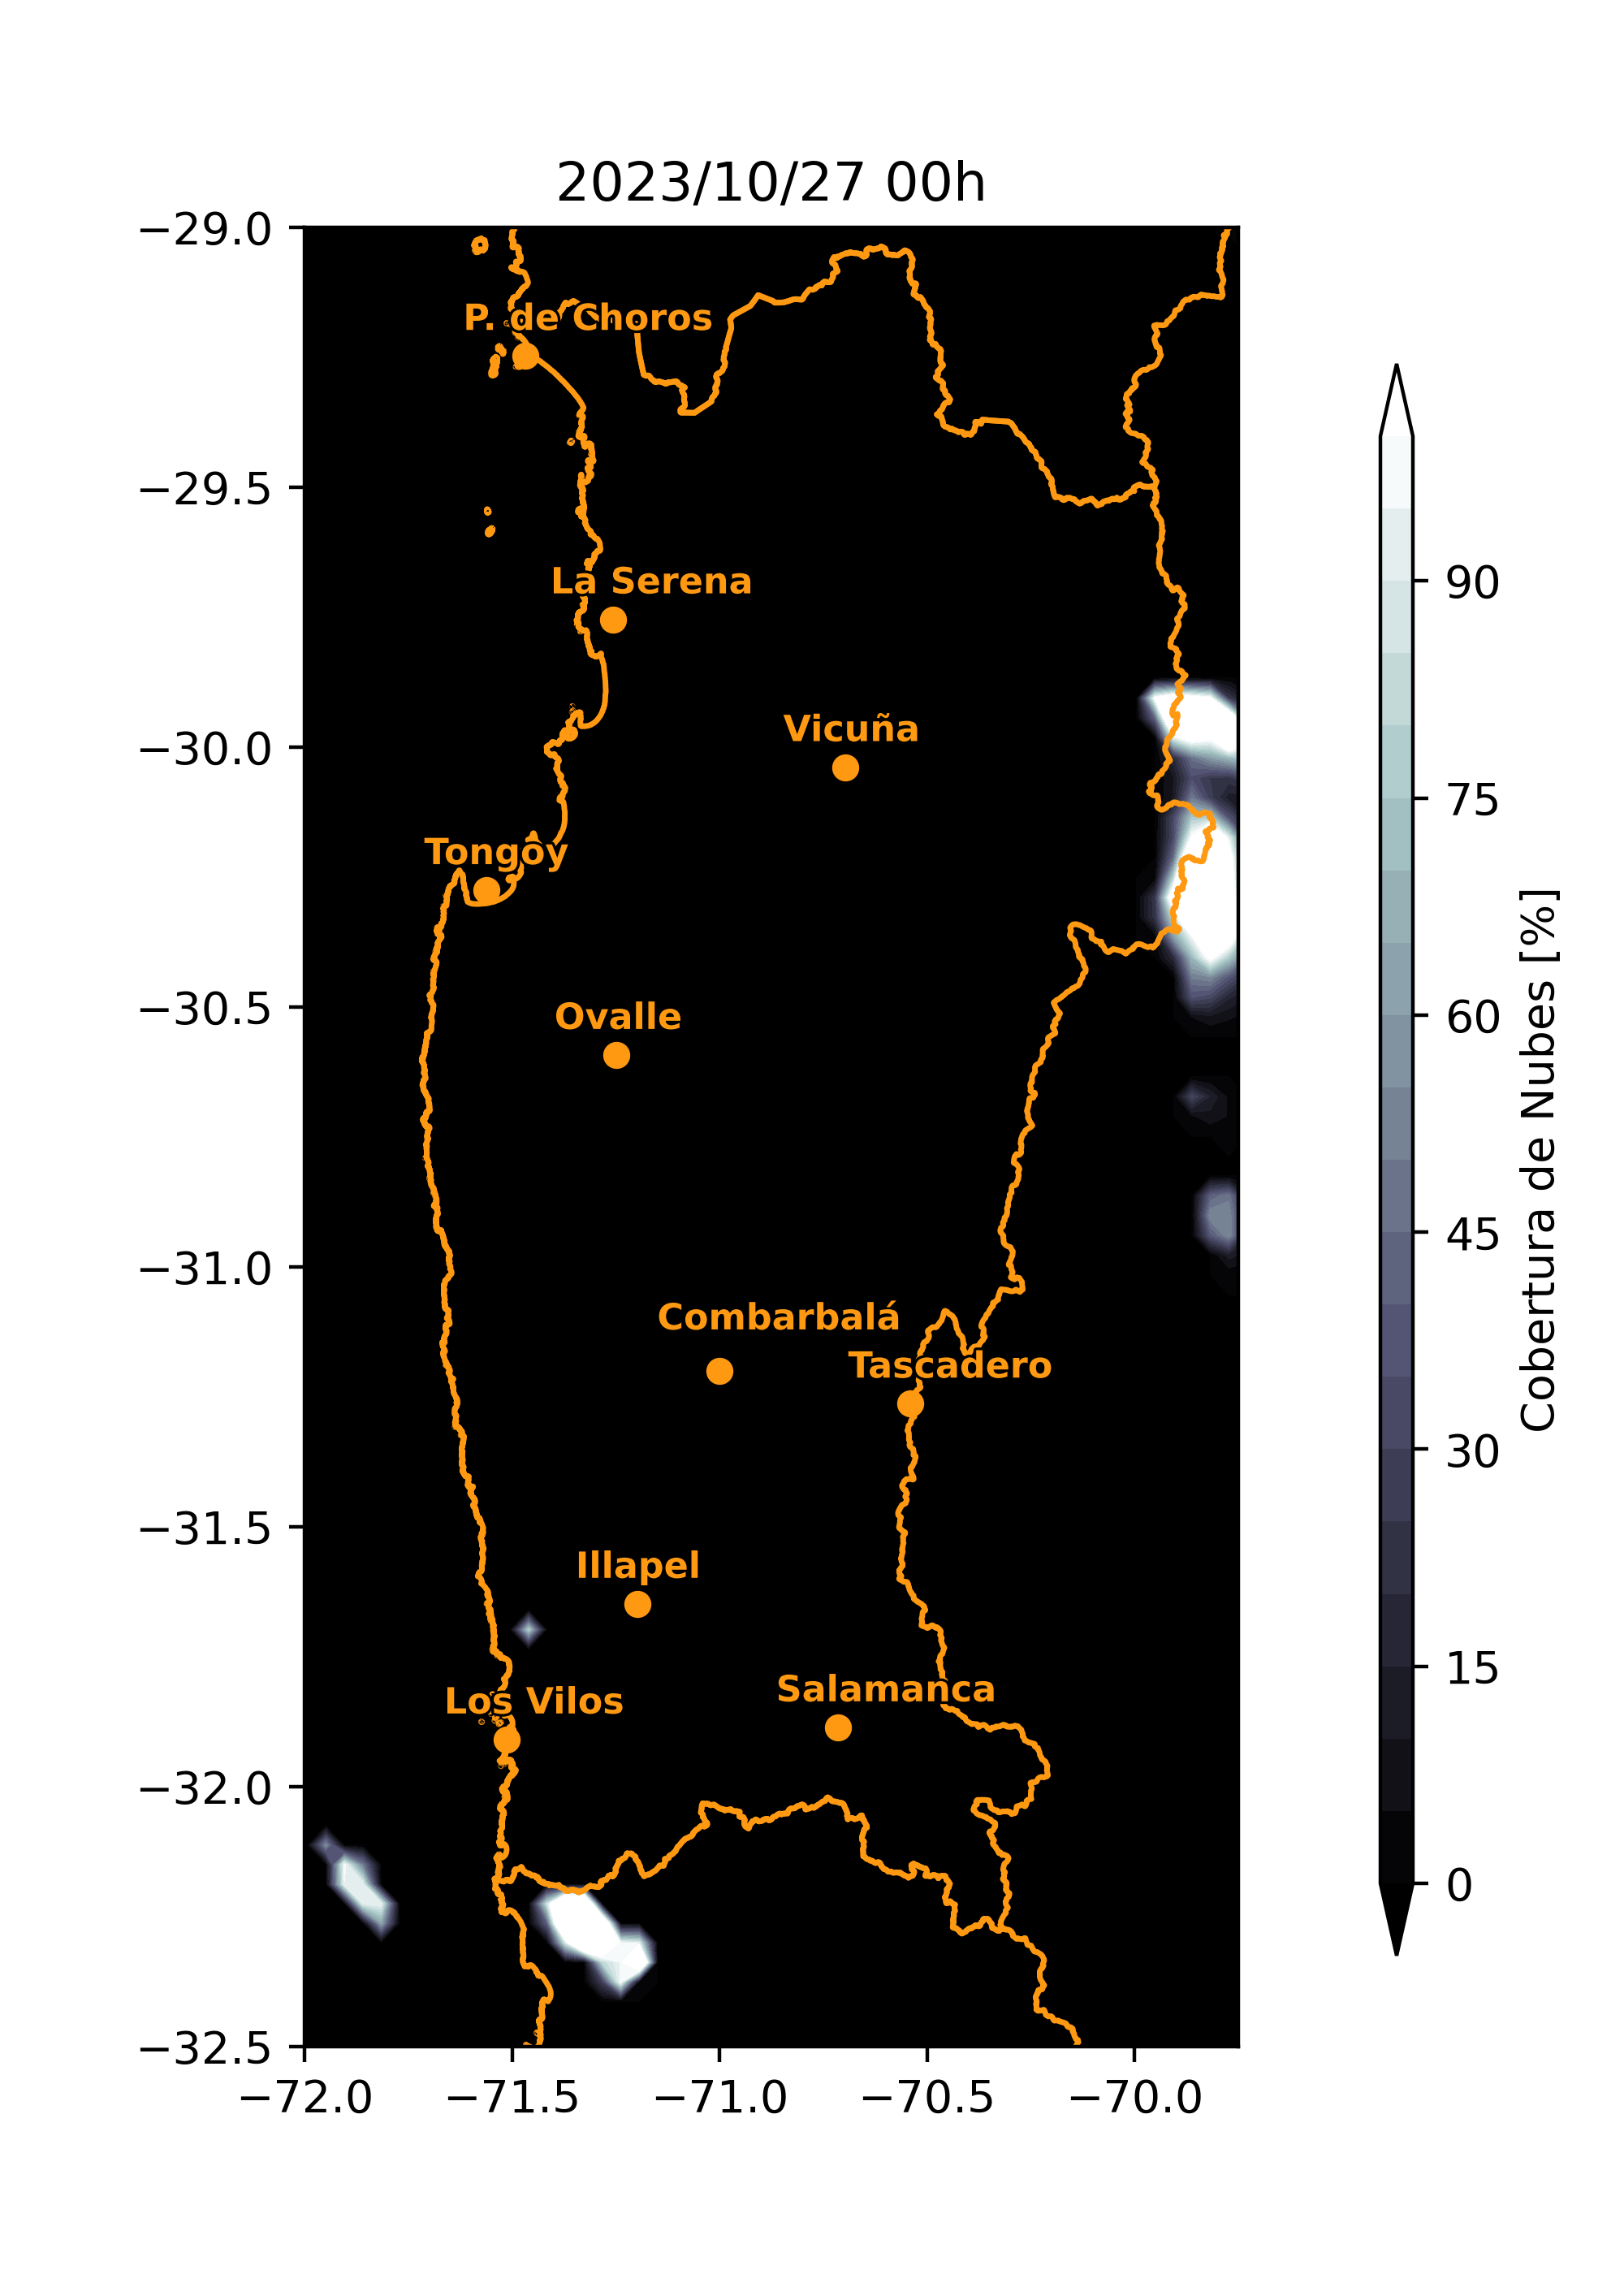 2023/10/27 00h
−29.0
−29.5
−30.0
−30.5
−31.0
−31.5
−32.0
−32.5
−72.0
−71.5
−71.0
−70.5
−70.0
P. de Choros
La Serena
Vicuña
Tongoy
Ovalle
Combarbalá
Tascadero
Illapel
Los Vilos
Salamanca
90
75
60
45
30
15
0
Cobertura de Nubes [%]